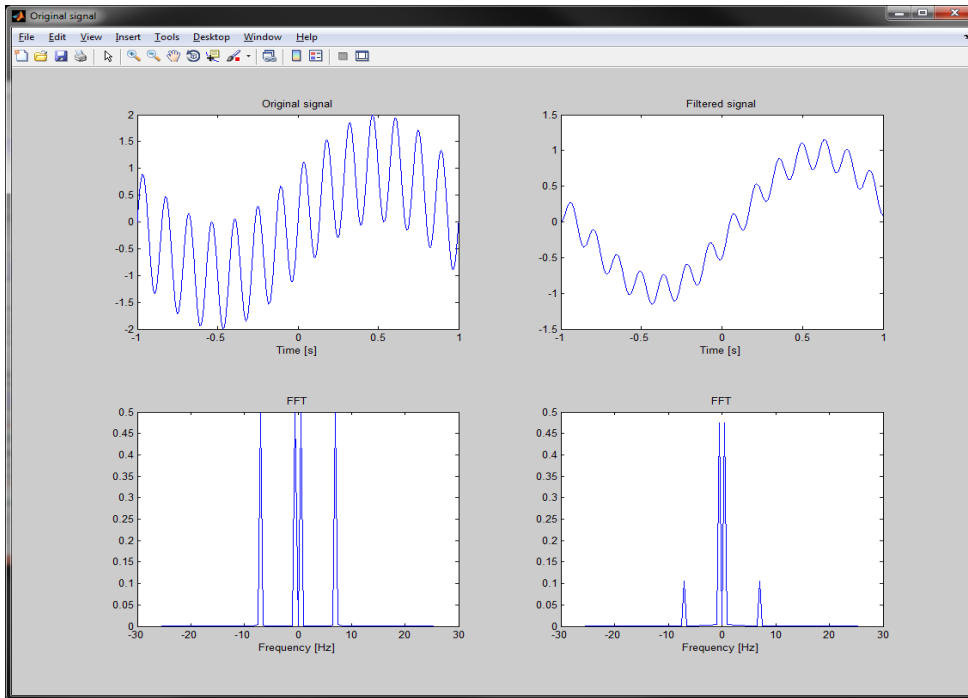 Original signal
File Edit View Insert Tools Desktop Window Help
Original signal
2
1.5
1
0.5
0
-0.5
-1
-1.5
-2
-1 -0.5 0 0.5 1
Time [s]
Filtered signal
1.5
1
0.5
0
-0.5
-1
-1.5
-1 -0.5 0 0.5 1
Time [s]
FFT
0.5
0.45
0.4
0.35
0.3
0.25
0.2
0.15
0.1
0.05
0
-30 -20 -10 0 10 20 30
Frequency [Hz]
FFT
0.5
0.45
0.4
0.35
0.3
0.25
0.2
0.15
0.1
0.05
0
-30 -20 -10 0 10 20 30
Frequency [Hz]